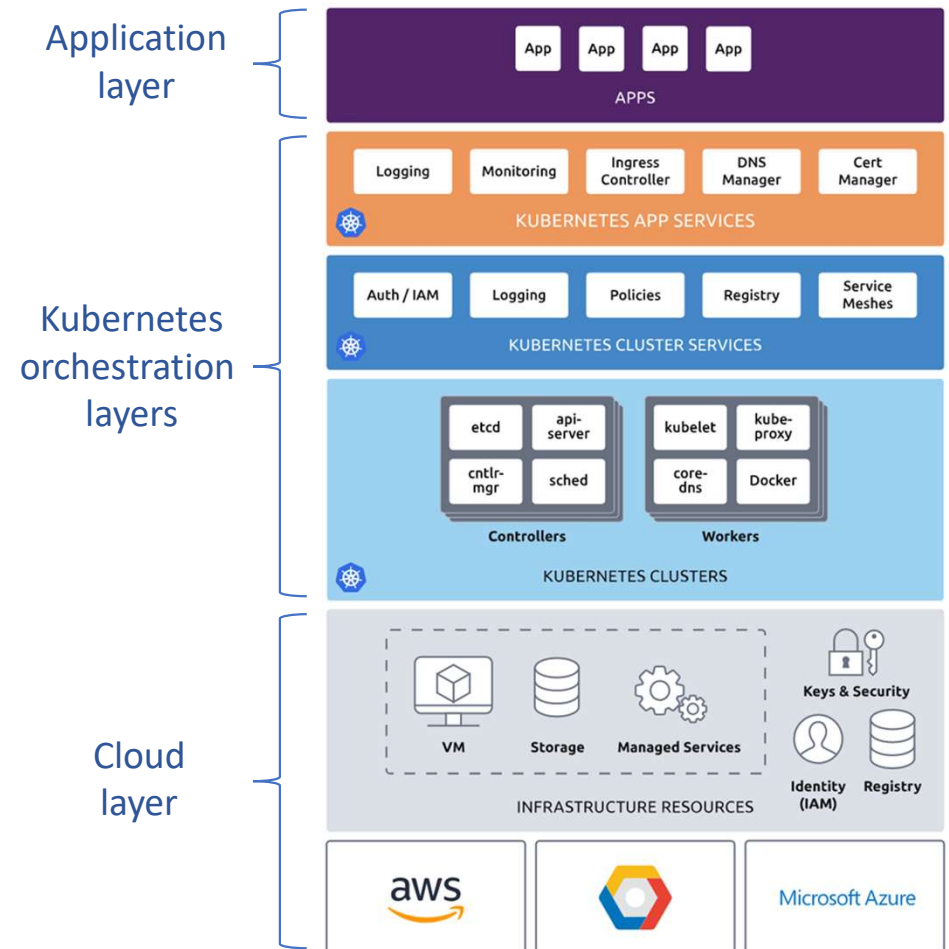 Application
layer
App
App
App
App
APPS
Kubernetes
orchestration
layers
Logging
Monitoring
Ingress
Controller
DNS
Manager
Cert
Manager
KUBERNETES APP SERVICES
Auth / IAM
Logging
Policies
Registry
Service
Meshes
KUBERNETES CLUSTER SERVICES
etcd
api-
server
cntlr-
mgr
sched
Controllers
kubelet
kube-
proxy
core-
dns
Docker
Workers
KUBERNETES CLUSTERS
Cloud
layer
VM
Storage
Managed Services
Keys & Security
Identity
(IAM)
Registry
INFRASTRUCTURE RESOURCES
aws
Microsoft Azure